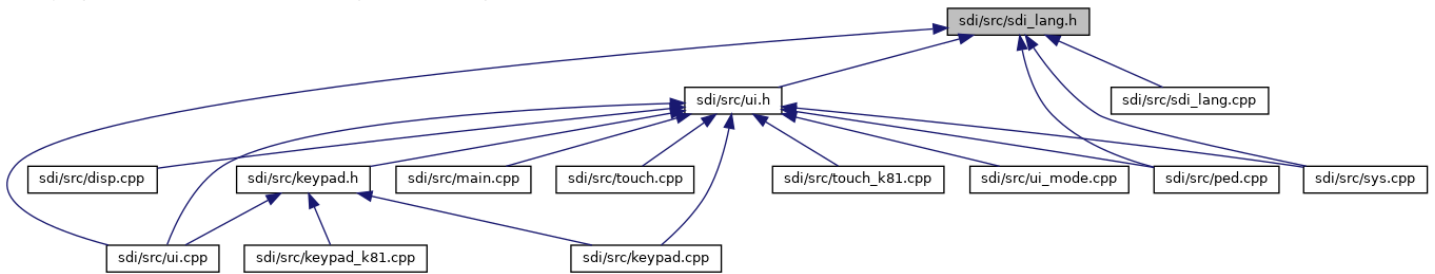 sdi/src/sdi_lang.h
sdi/src/ui.h
sdi/src/sdi_lang.cpp
sdi/src/disp.cpp
sdi/src/keypad.h
sdi/src/main.cpp
sdi/src/touch.cpp
sdi/src/touch_k81.cpp
sdi/src/ui_mode.cpp
sdi/src/ped.cpp
sdi/src/sys.cpp
sdi/src/ui.cpp
sdi/src/keypad_k81.cpp
sdi/src/keypad.cpp